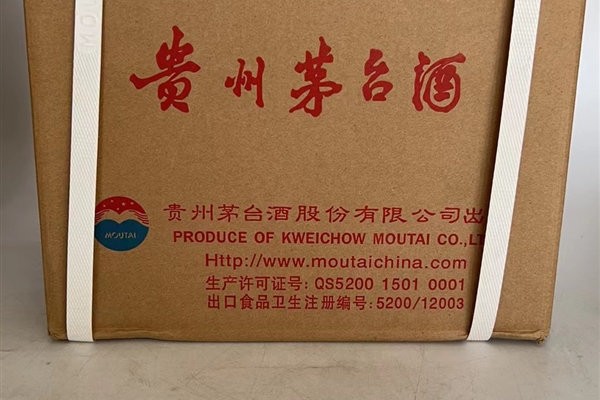 贵州茅台酒
贵州茅台酒股份有限公司出
MOUTAI
PRODUCE OF KWEICHOW MOUTAI CO.,LT
Http://www.moutaichina.com
生产许可证号: QS5200 1501 0001
出口食品卫生注册编号: 5200/12003